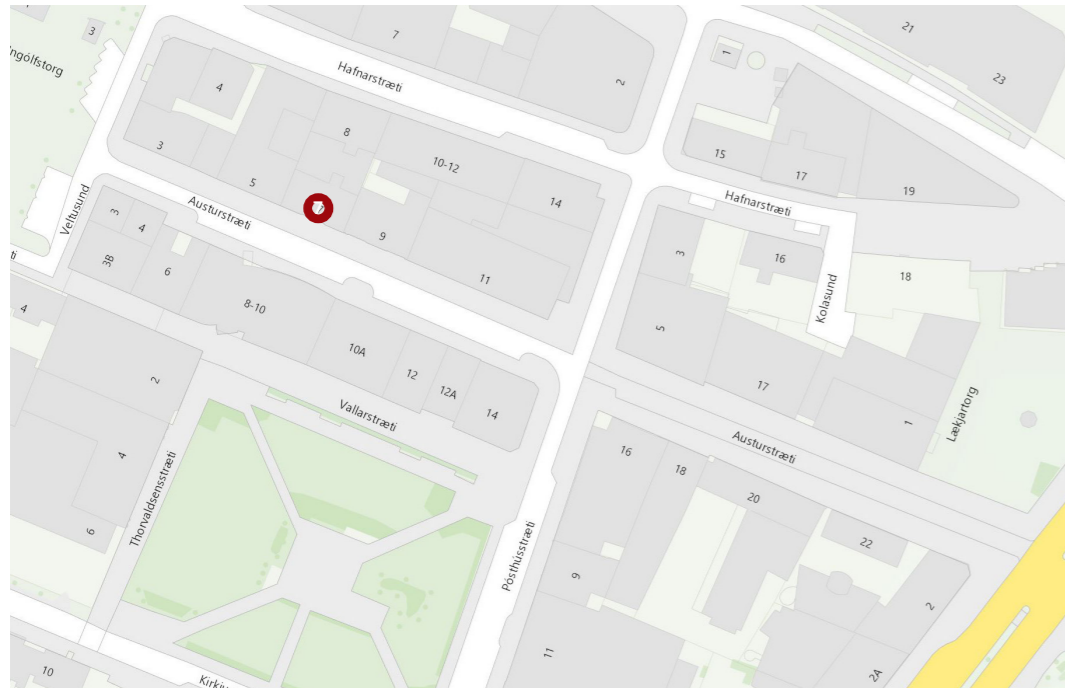 3
Ingólfstorg
7
Hafnarstræti
2
1
21
23
4
8
10-12
3
5
14
15
17
19
Veltusund
Austurstræti
9
11
Hafnarstræti
3
4
3B
6
8-10
3
16
18
Kolasund
5
4
2
10A
12
12A
14
17
1
Lækjartorg
Vallarstræti
Austurstræti
16
18
20
22
4
6
Thorvaldsensstræti
Pósthússtræti
9
2
11
2A
10